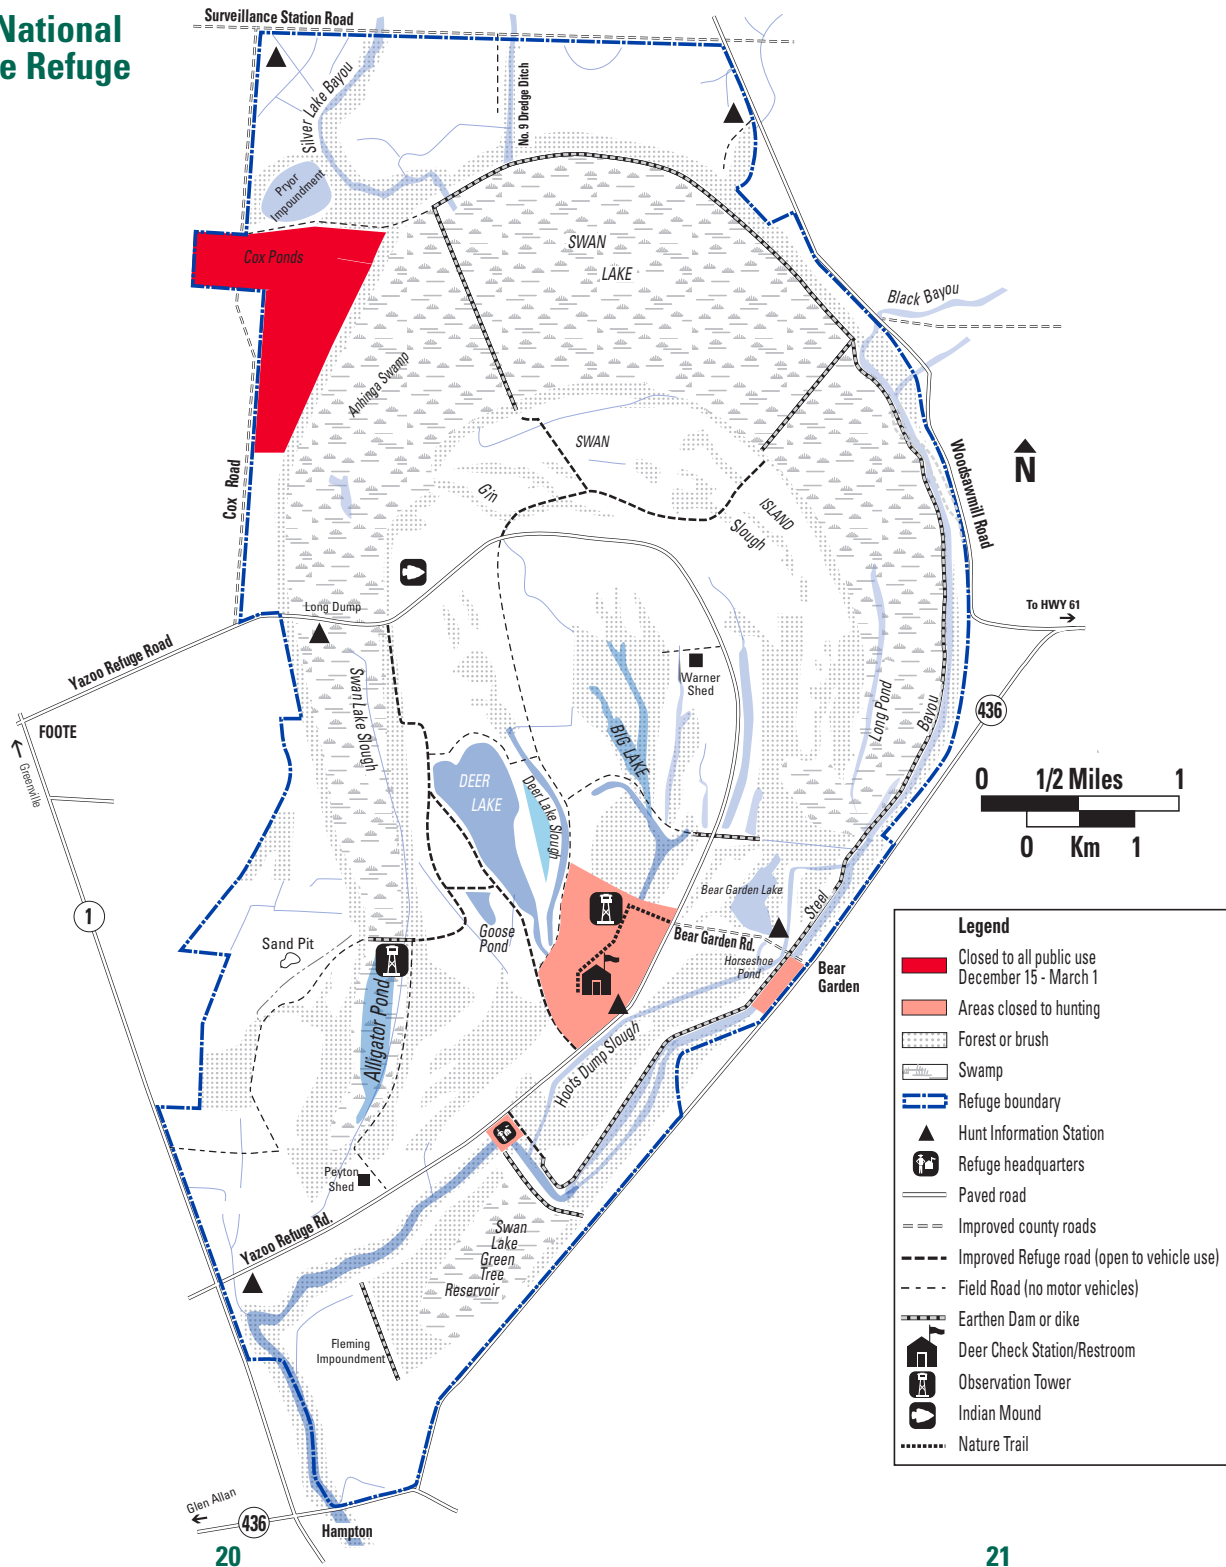 National
e Refuge
Surveillance Station Road
Silver Lake Bayou
No. 9 Dredge Ditch
Pryor
Impoundment
Cox Ponds
SWAN
LAKE
Black Bayou
Anhinga Swamp
SWAN
ISLAND
Gin
Slough
Cox Road
Woodsawmill Road
N
Long Dump
To HWY 61
Yazoo Refuge Road
FOOTE
Greenville
Swan Lake Slough
Warner
Shed
BIG LAKE
Long Pond
Bayou
436
DEER
LAKE
Deer Lake Slough
0 1/2 Miles 1
0 Km 1
1
Bear Garden Lake
Steel
Goose
Pond
Sand Pit
Bear Garden Rd.
Horseshoe
Pond
Bear
Garden
Alligator Pond
Hoots Dump Slough
Peyton
Shed
Yazoo Refuge Rd.
Swan
Lake
Green
Tree
Reservoir
Fleming
Impoundment
Glen Allan
436
Hampton
Legend
Closed to all public use
December 15 - March 1
Areas closed to hunting
Forest or brush
Swamp
Refuge boundary
Hunt Information Station
Refuge headquarters
Paved road
Improved county roads
Improved Refuge road (open to vehicle use)
Field Road (no motor vehicles)
Earthen Dam or dike
Deer Check Station/Restroom
Observation Tower
Indian Mound
Nature Trail
20
21